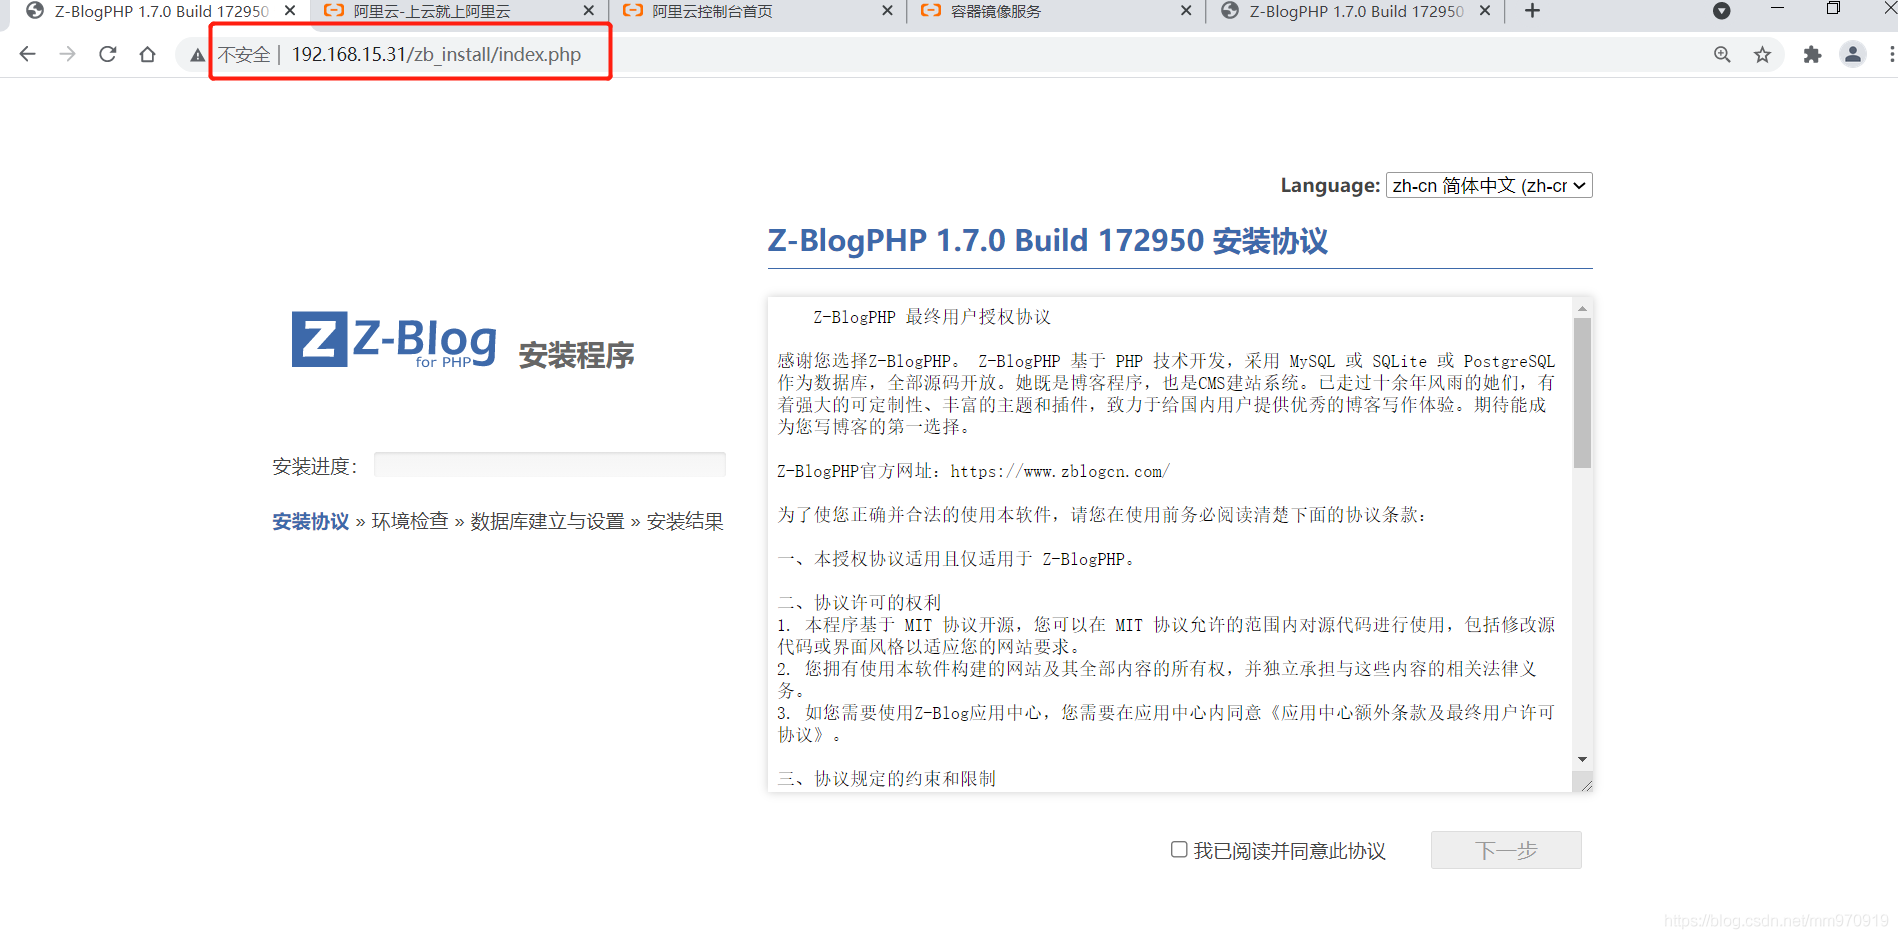 Z-BlogPHP 1.7.0 Build 172950
阿里云-上云就上阿里云
阿里云控制台首页
容器镜像服务
Z-BlogPHP 1.7.0 Build 172950
不安全 | 192.168.15.31/zb_install/index.php
Language: zh-cn 简体中文 (zh-cr
Z-BlogPHP 1.7.0 Build 172950 安装协议
Z Z-Blog for PHP 安装程序
安装进度：
安装协议 » 环境检查 » 数据库建立与设置 » 安装结果
Z-BlogPHP 最终用户授权协议
感谢您选择Z-BlogPHP。 Z-BlogPHP 基于 PHP 技术开发，采用 MySQL 或 SQLite 或 PostgreSQL
作为数据库，全部源码开放。她既是博客程序，也是CMS建站系统。已走过十余年风雨的她们，有
着强大的可定制性、丰富的主题和插件，致力于给国内用户提供优秀的博客写作体验。期待能成
为您写博客的第一选择。
Z-BlogPHP官方网址：https://www.zblogcn.com/
为了使您正确并合法的使用本软件，请您在使用前务必阅读清楚下面的协议条款：
一、本授权协议适用且仅适用于 Z-BlogPHP。
二、协议许可的权利
1. 本程序基于 MIT 协议开源，您可以在 MIT 协议允许的范围内对源代码进行使用，包括修改源
代码或界面风格以适应您的网站要求。
2. 您拥有使用本软件构建的网站及其全部内容的所有权，并独立承担与这些内容的相关法律义
务。
3. 如您需要使用Z-Blog应用中心，您需要在应用中心内同意《应用中心额外条款及最终用户许可
协议》。
三、协议规定的约束和限制
我已阅读并同意此协议
下一步
https://blog.csdn.net/mm970919